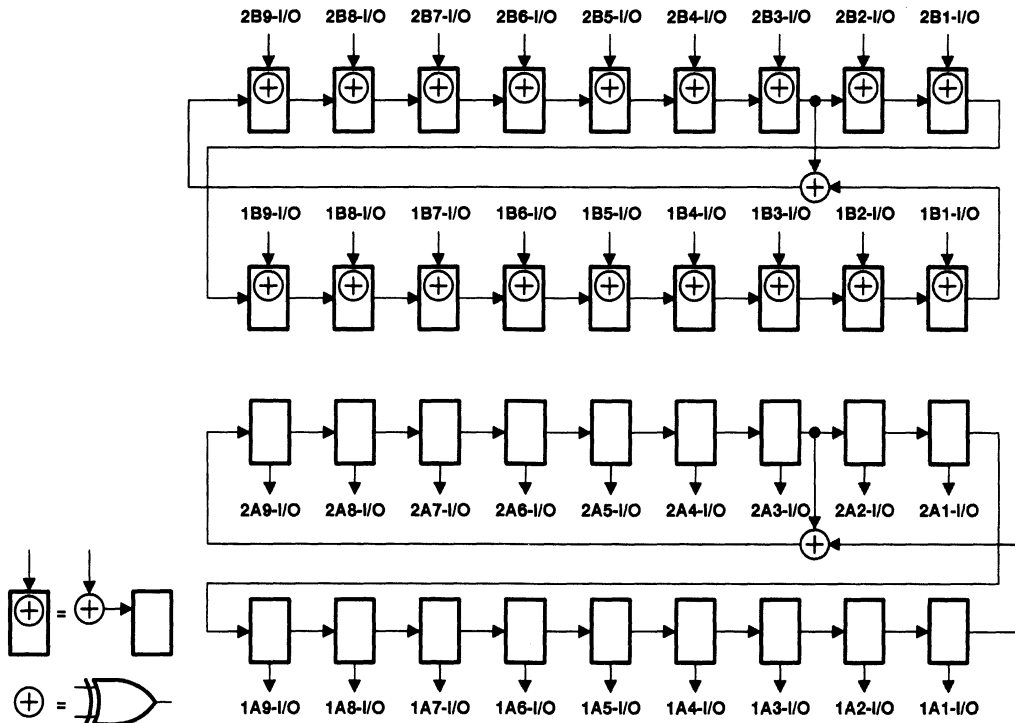 2B9-I/O 2B8-I/O 2B7-I/O 2B6-I/O 2B5-I/O 2B4-I/O 2B3-I/O 2B2-I/O 2B1-I/O
1B9-I/O 1B8-I/O 1B7-I/O 1B6-I/O 1B5-I/O 1B4-I/O 1B3-I/O 1B2-I/O 1B1-I/O
2A9-I/O 2A8-I/O 2A7-I/O 2A6-I/O 2A5-I/O 2A4-I/O 2A3-I/O 2A2-I/O 2A1-I/O
=
1A9-I/O 1A8-I/O 1A7-I/O 1A6-I/O 1A5-I/O 1A4-I/O 1A3-I/O 1A2-I/O 1A1-I/O
=